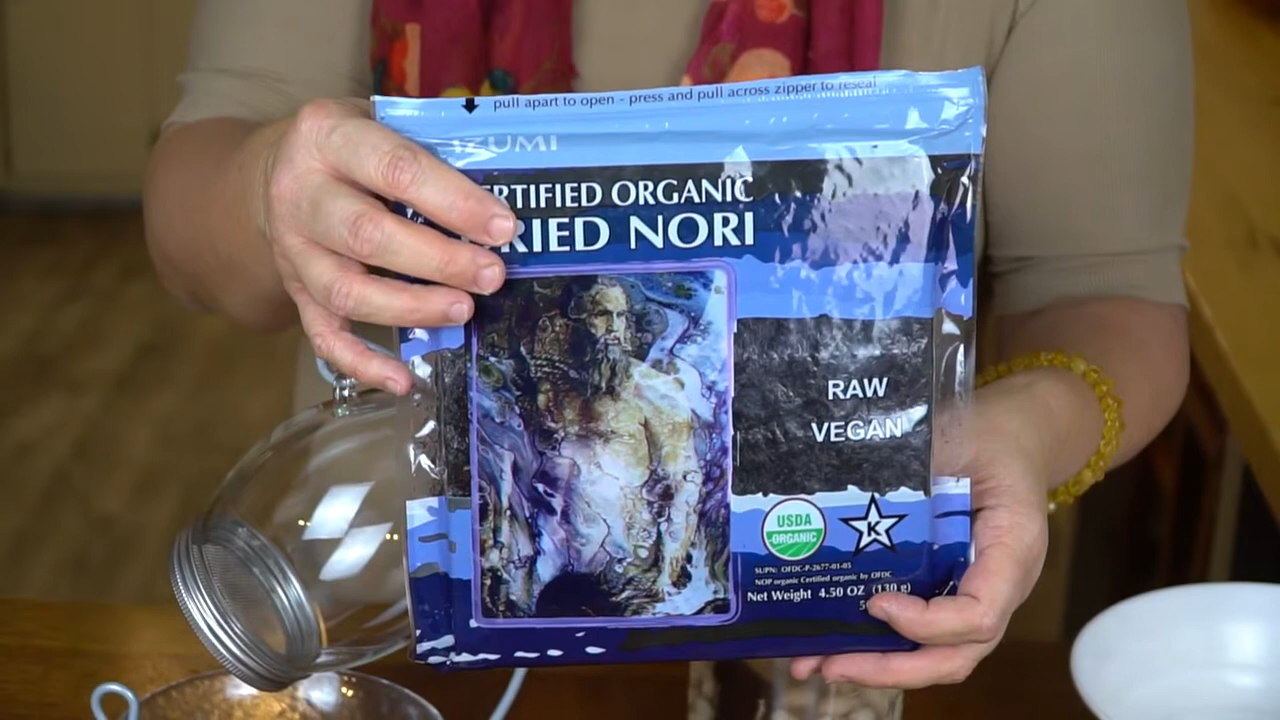 pull apart to open - press and pull across zipper to reseal
IZUMI
ERTIFIED ORGANIC
RIED NORI
RAW
VEGAN
USDA
ORGANIC
K
SUPN: OFDC-P-2677-01-05
NOP organic Certified organic by OFDC
Net Weight 4.50 OZ (130 g)